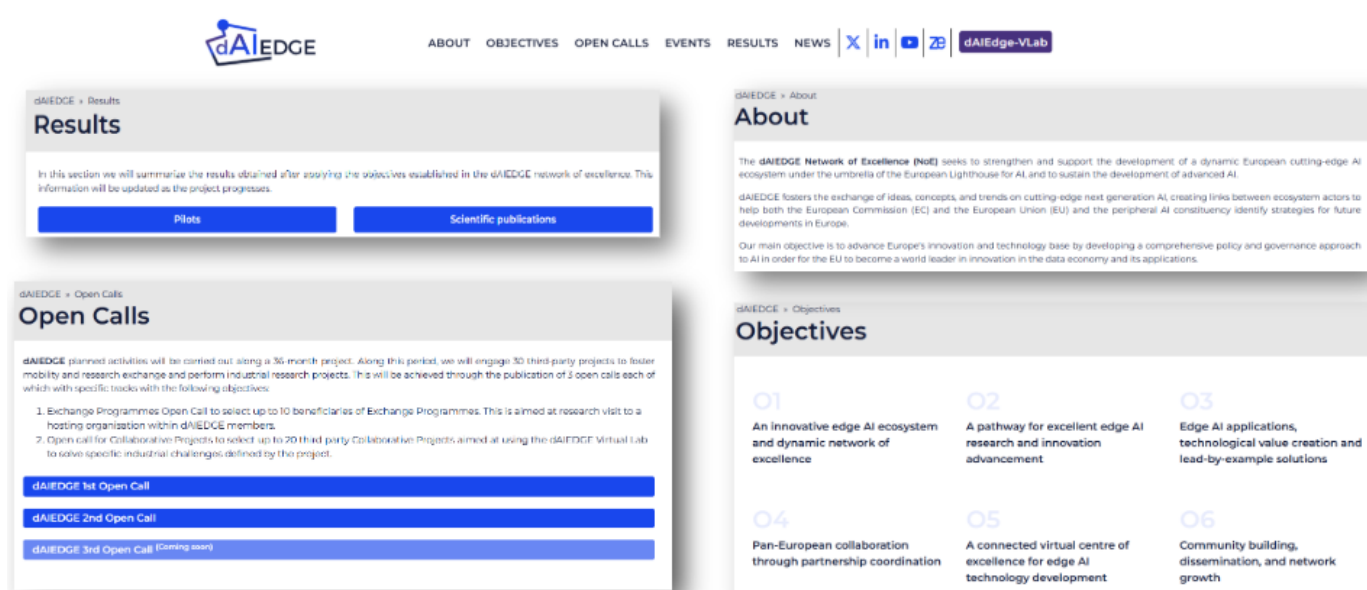 dAIEDGE
ABOUT OBJECTIVES OPEN CALLS EVENTS RESULTS NEWS X in ZE dAIEdge-VLab
dAIEDGE » Results
Results
In this section we will summarize the results obtained after applying the objectives established in the dAIEDGE network of excellence. This
information will be updated as the project progresses.
Pilots Scientific publications
dAIEDGE » Open Calls
Open Calls
dAIEDGE planned activities will be carried out along a 36-month project. Along this period, we will engage 30 third-party projects to foster
mobility and research exchange and perform industrial research projects. This will be achieved through the publication of 3 open calls each of
which with specific tracks with the following objectives:
1. Exchange Programmes Open Call to select up to 10 beneficiaries of Exchange Programmes. This is aimed at research visit to a
hosting organisation within dAIEDGE members.
2. Open call for Collaborative Projects to select up to 20 third party Collaborative Projects aimed at using the dAIEDGE Virtual Lab
to solve specific industrial challenges defined by the project.
dAIEDGE 1st Open Call
dAIEDGE 2nd Open Call
dAIEDGE 3rd Open Call (Coming soon)
dAIEDGE » About
About
The dAIEDGE Network of Excellence (NoE) seeks to strengthen and support the development of a dynamic European cutting-edge AI
ecosystem under the umbrella of the European Lighthouse for AI, and to sustain the development of advanced AI.
dAIEDGE fosters the exchange of ideas, concepts, and trends on cutting-edge next generation AI, creating links between ecosystem actors to
help both the European Commission (EC) and the European Union (EU) and the peripheral AI constituency identify strategies for future
developments in Europe.
Our main objective is to advance Europe's innovation and technology base by developing a comprehensive policy and governance approach
to AI in order for the EU to become a world leader in innovation in the data economy and its applications.
dAIEDGE » Objectives
Objectives
01
An innovative edge AI ecosystem
and dynamic network of
excellence
02
A pathway for excellent edge AI
research and innovation
advancement
03
Edge AI applications,
technological value creation and
lead-by-example solutions
04
Pan-European collaboration
through partnership coordination
05
A connected virtual centre of
excellence for edge AI
technology development
06
Community building,
dissemination, and network
growth